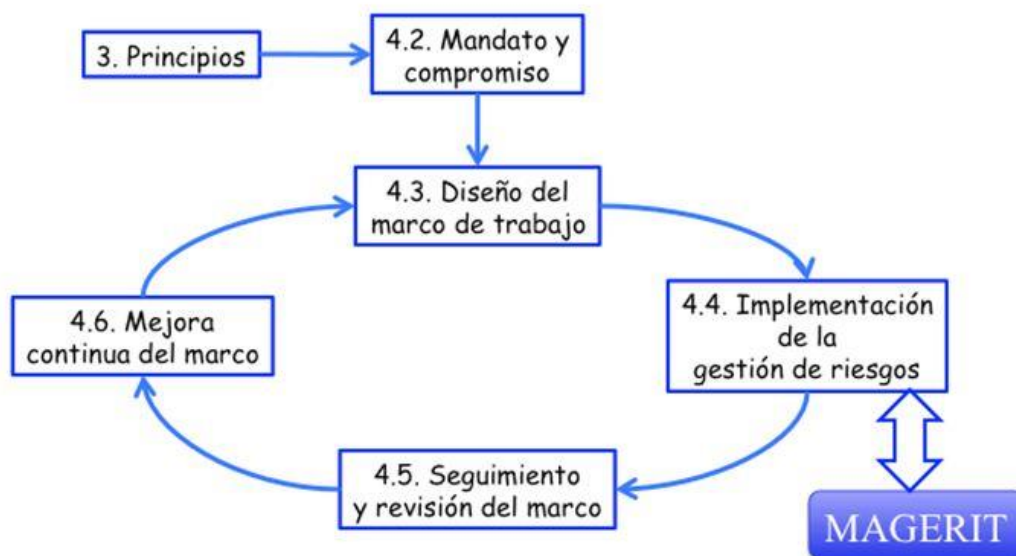 3. Principios
4.2. Mandato y
compromiso
4.3. Diseño del
marco de trabajo
4.4. Implementación
de la
gestión de riesgos
4.6. Mejora
continua del marco
4.5. Seguimiento
y revisión del marco
MAGERIT